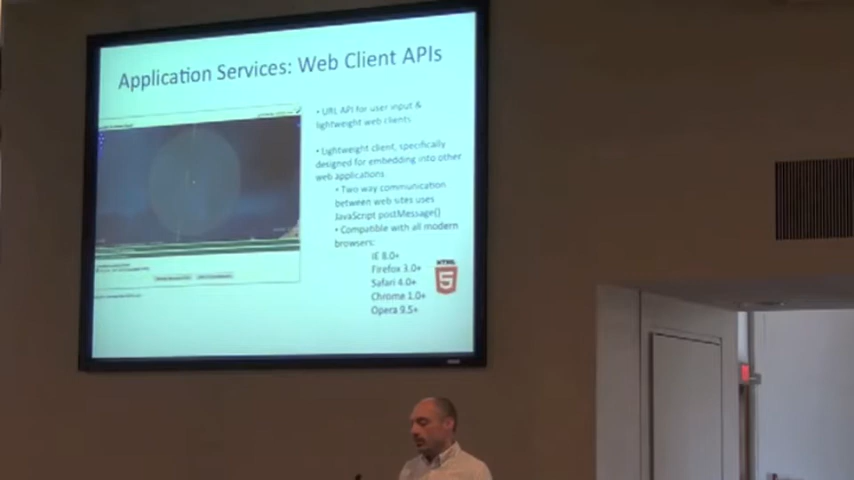 Application Services: Web Client APIs
• URL API for user input &
lightweight web clients
• Lightweight client, specifically
designed for embedding into other
web applications.
• Two way communication
between web sites uses
JavaScript postMessage()
• Compatible with all modern
browsers:
IE 8.0+
Firefox 3.0+
Safari 4.0+
Chrome 1.0+
Opera 9.5+
HTML
5